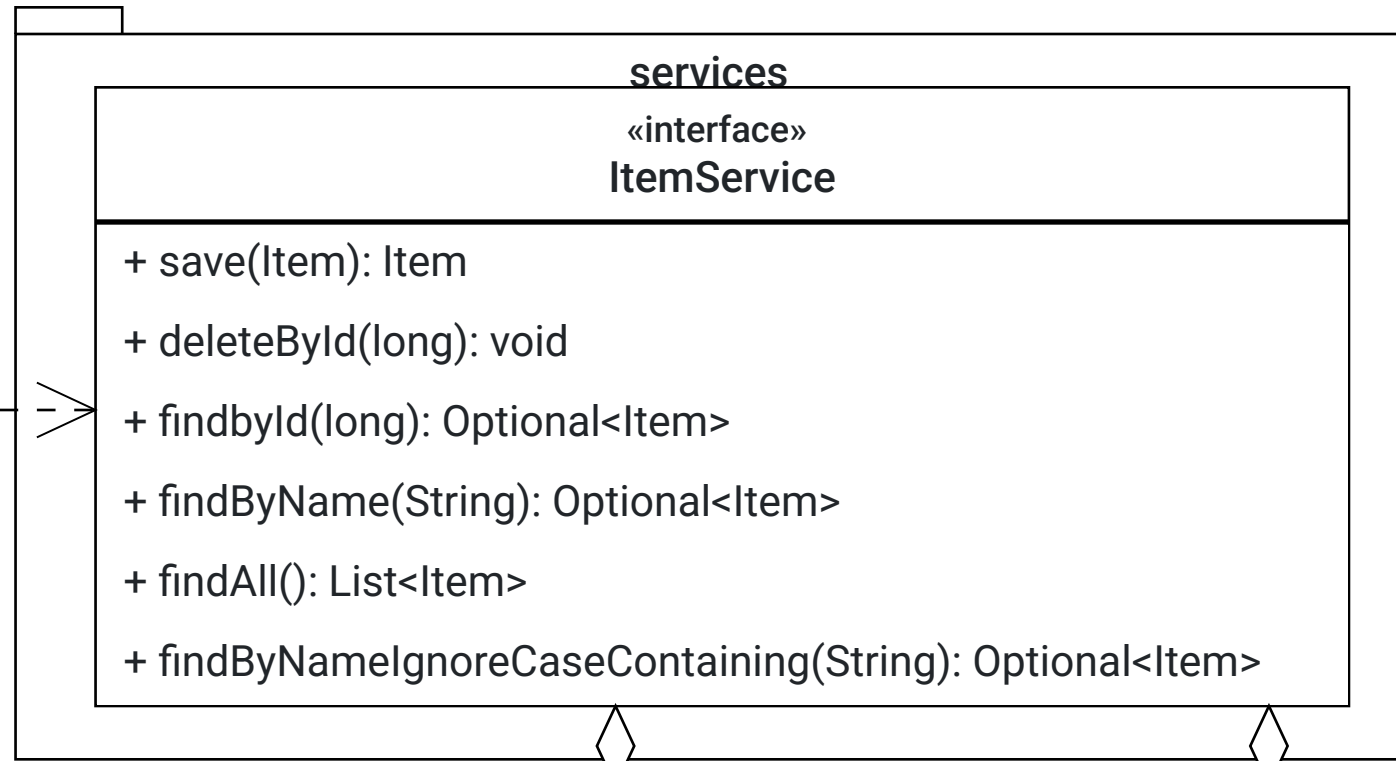 services
«interface»
ItemService
+ save(Item): Item
+ deleteById(long): void
+ findbyId(long): Optional<Item>
+ findByName(String): Optional<Item>
+ findAll(): List<Item>
+ findByNameIgnoreCaseContaining(String): Optional<Item>